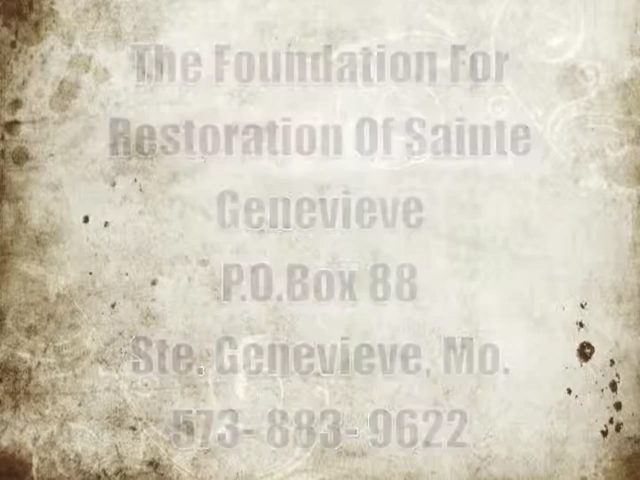 The Foundation For
Restoration Of Sainte
Genevieve
P.O.Box 88
Ste. Genevieve, Mo.
573- 883- 9622